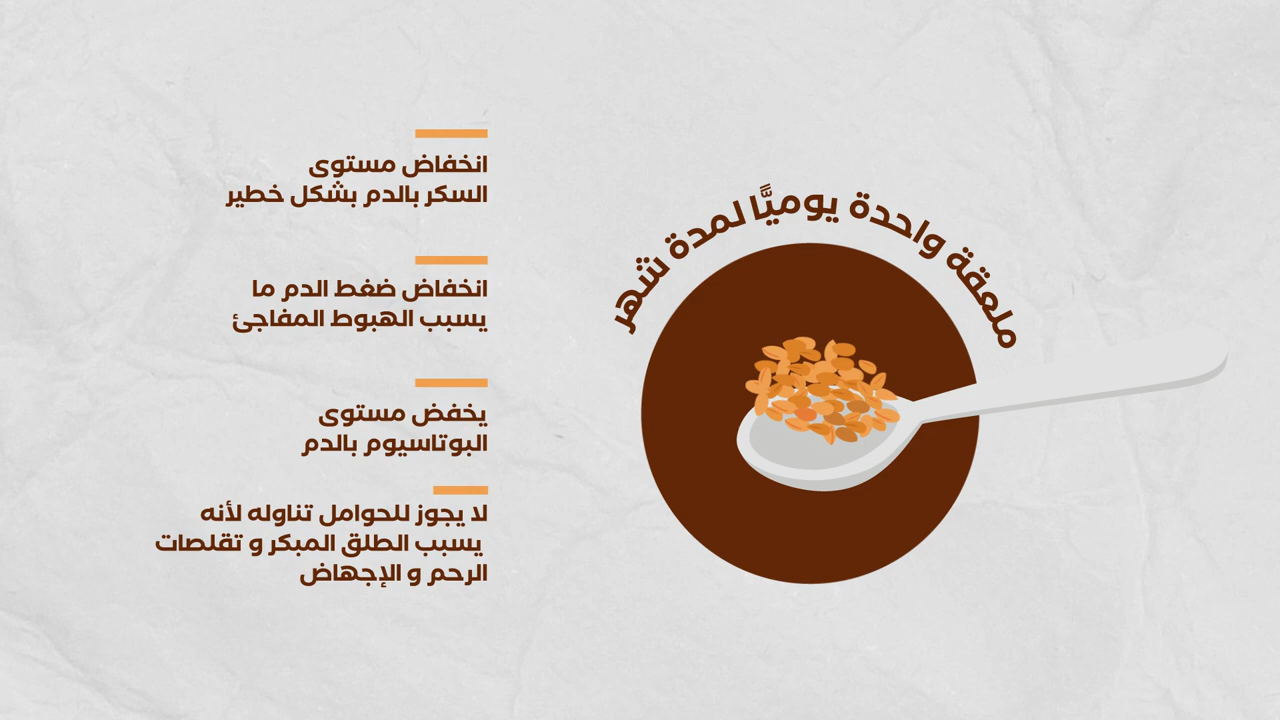 ملعقة واحدة يوميًّا لمدة شهر
انخفاض مستوى
السكر بالدم بشكل خطير
انخفاض ضغط الدم ما
يسبب الهبوط المفاجئ
يخفض مستوى
البوتاسيوم بالدم
لا يجوز للحوامل تناوله لأنه
يسبب الطلق المبكر و تقلصات
الرحم و الإجهاض